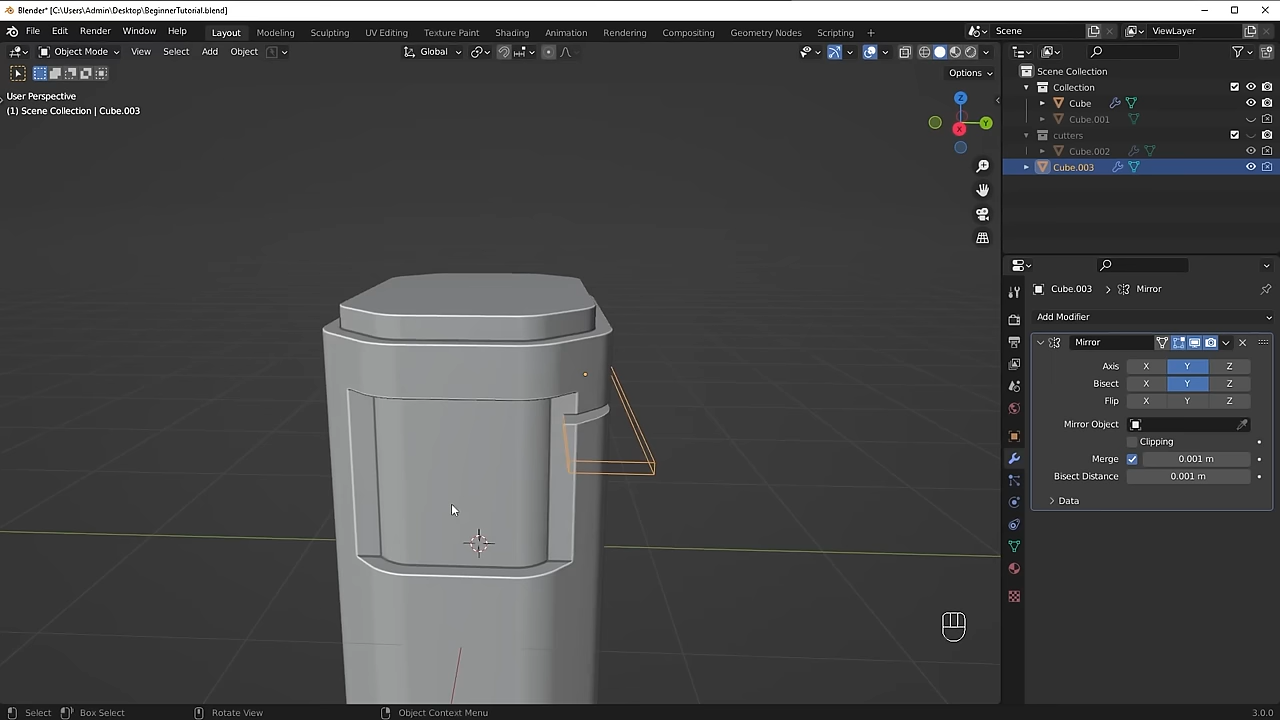 Blender* [C:\Users\Admin\Desktop\BeginnerTutorial.blend]
File Edit Render Window Help Layout Modeling Sculpting UV Editing Texture Paint Shading Animation Rendering Compositing Geometry Nodes Scripting + Scene ViewLayer
Object Mode View Select Add Object Global
Options
User Perspective
(1) Scene Collection | Cube.003
Z
Y
X
Scene Collection
Collection
Cube
Cube.001
cutters
Cube.002
Cube.003
Cube.003 > Mirror
Add Modifier
Mirror
Axis X Y Z
Bisect X Y Z
Flip X Y Z
Mirror Object
Clipping
Merge 0.001 m
Bisect Distance 0.001 m
Data
Select Box Select Rotate View Object Context Menu 3.0.0